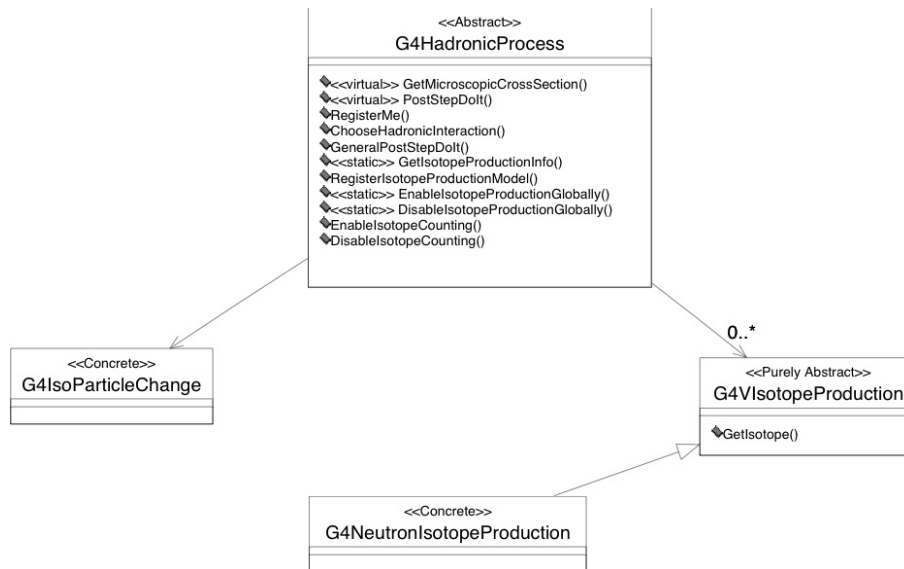 <<Abstract>>
G4HadronicProcess
<<virtual>> GetMicroscopicCrossSection()
<<virtual>> PostStepDoIt()
RegisterMe()
ChooseHadronicInteraction()
GeneralPostStepDoIt()
<<static>> GetIsotopeProductionInfo()
RegisterIsotopeProductionModel()
<<static>> EnableIsotopeProductionGlobally()
<<static>> DisableIsotopeProductionGlobally()
EnableIsotopeCounting()
DisableIsotopeCounting()
0..*
<<Concrete>>
G4IsoParticleChange
<<Purely Abstract>>
G4VIsotopeProduction
GetIsotope()
<<Concrete>>
G4NeutronIsotopeProduction